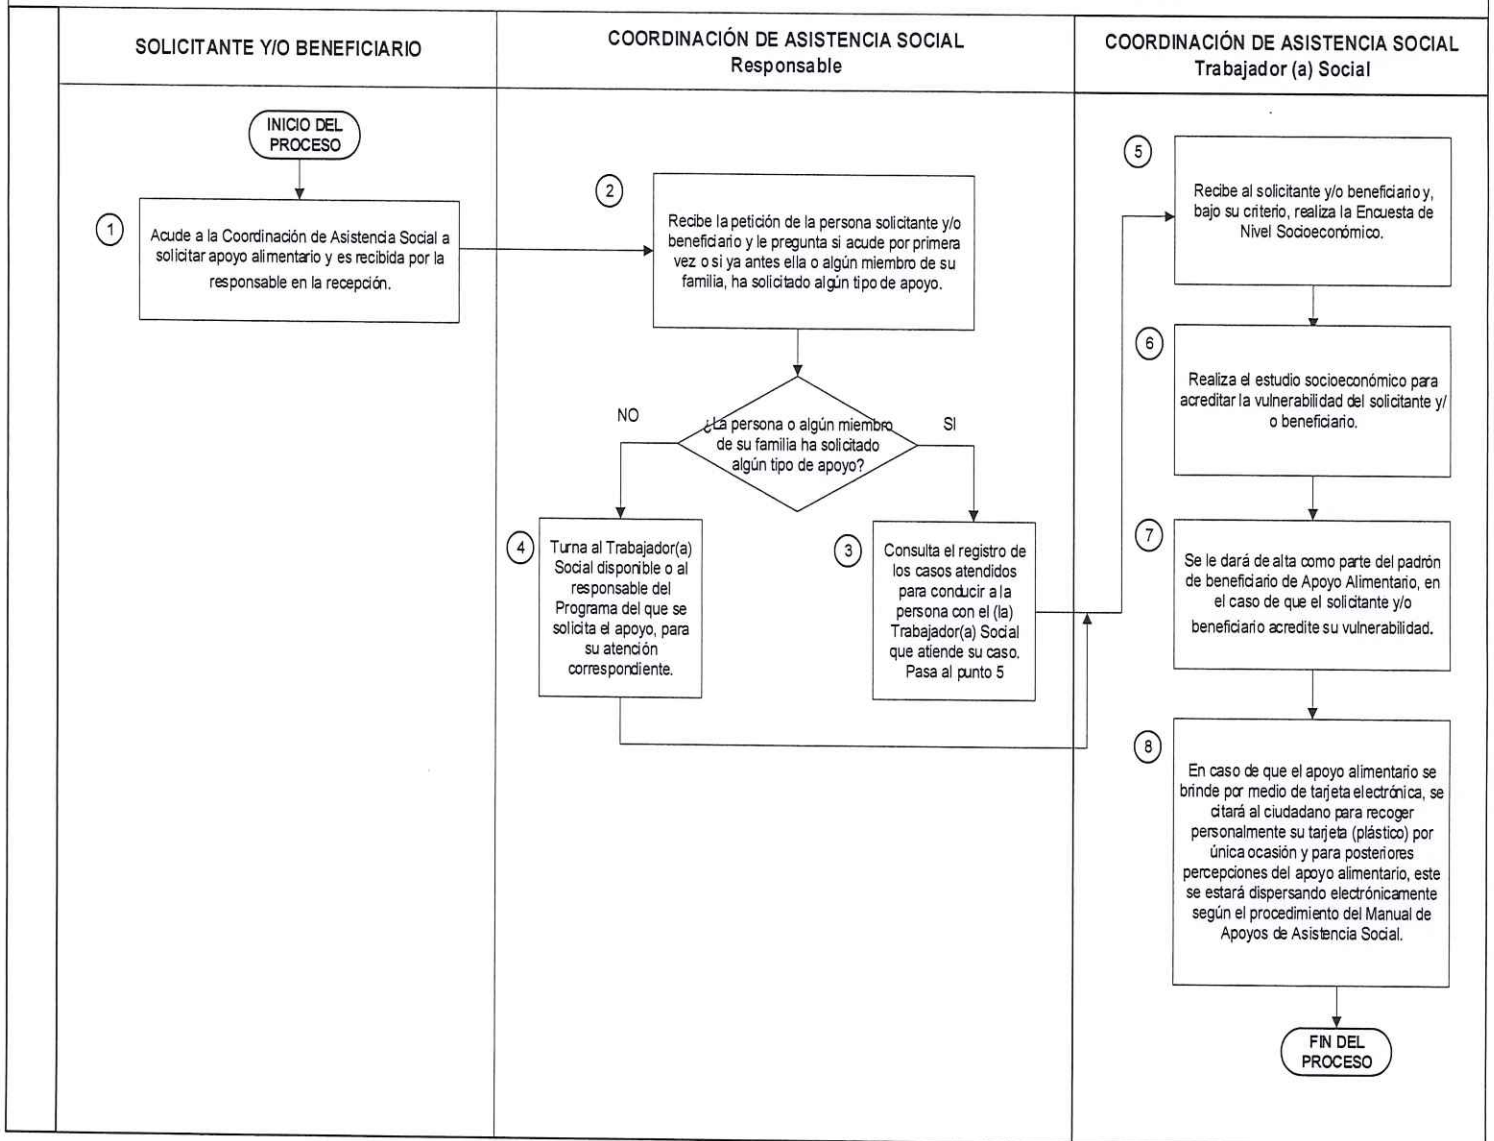 SOLICITANTE Y/O BENEFICIARIO
COORDINACIÓN DE ASISTENCIA SOCIAL
Responsable
COORDINACIÓN DE ASISTENCIA SOCIAL
Trabajador (a) Social
INICIO DEL
PROCESO
1
Acude a la Coordinación de Asistencia Social a
solicitar apoyo alimentario y es recibida por la
responsable en la recepción.
2
Recibe la petición de la persona solicitante y/o
beneficiario y le pregunta si acude por primera
vez o si ya antes ella o algún miembro de su
familia, ha solicitado algún tipo de apoyo.
¿La persona o algún miembro
de su familia ha solicitado
algún tipo de apoyo?
NO
SI
4
Turna al Trabajador(a)
Social disponible o al
responsable del
Programa del que se
solicita el apoyo, para
su atención
correspondiente.
3
Consulta el registro de
los casos atendidos
para conducir a la
persona con el (la)
Trabajador(a) Social
que atiende su caso.
Pasa al punto 5
5
Recibe al solicitante y/o beneficiario y,
bajo su criterio, realiza la Encuesta de
Nivel Socioeconómico.
6
Realiza el estudio socioeconómico para
acreditar la vulnerabilidad del solicitante y/
o beneficiario.
7
Se le dará de alta como parte del padrón
de beneficiario de Apoyo Alimentario, en
el caso de que el solicitante y/o
beneficiario acredite su vulnerabilidad.
8
En caso de que el apoyo alimentario se
brinde por medio de tarjeta electrónica, se
citará al ciudadano para recoger
personalmente su tarjeta (plástico) por
única ocasión y para posteriores
percepciones del apoyo alimentario, este
se estará dispersando electrónicamente
según el procedimiento del Manual de
Apoyos de Asistencia Social.
FIN DEL
PROCESO